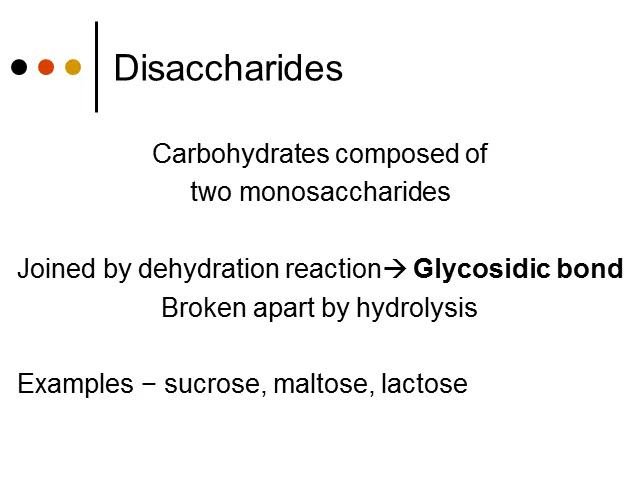 Disaccharides
Carbohydrates composed of
two monosaccharides
Joined by dehydration reaction→ Glycosidic bond
Broken apart by hydrolysis
Examples − sucrose, maltose, lactose